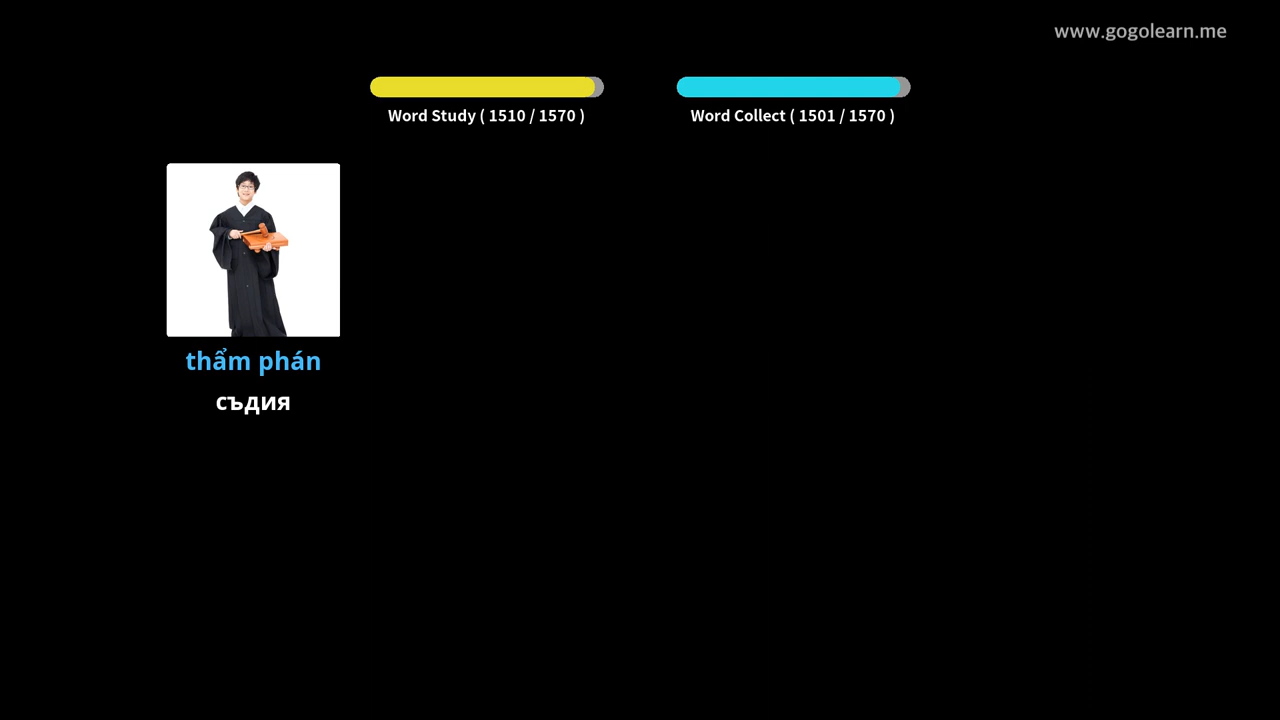 www.gogolearn.me
Word Study ( 1510 / 1570 )
Word Collect ( 1501 / 1570 )
thẩm phán
съдия